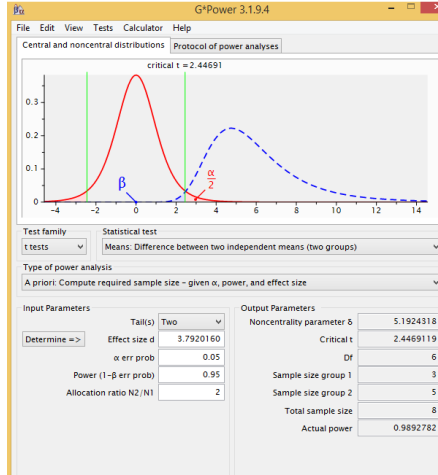 G*Power 3.1.9.4
File Edit View Tests Calculator Help
Central and noncentral distributions Protocol of power analyses
critical t = 2.44691
0.3
0.2
0.1
0
β
α
2
-4 -2 0 2 4 6 8 10 12 14
Test family Statistical test
t tests Means: Difference between two independent means (two groups)
Type of power analysis
A priori: Compute required sample size - given α, power, and effect size
Input Parameters Output Parameters
Tail(s) Two Noncentrality parameter δ 5.1924318
Determine => Effect size d 3.7920160 Critical t 2.4469119
α err prob 0.05 Df 6
Power (1-β err prob) 0.95 Sample size group 1 3
Allocation ratio N2/N1 2 Sample size group 2 5
Total sample size 8
Actual power 0.9892782